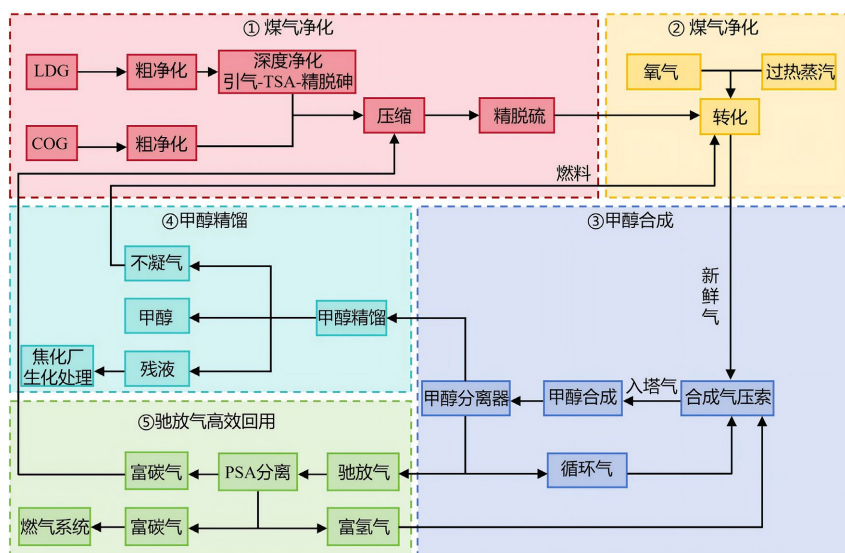 ① 煤气净化
LDG
粗净化
深度净化
引气-TSA-精脱砷
COG
粗净化
压缩
精脱硫
燃料
② 煤气净化
氧气
过热蒸汽
转化
新
鲜
气
④甲醇精馏
不凝气
甲醇
甲醇精馏
焦化厂
生化处理
残液
③甲醇合成
甲醇分离器
甲醇合成
入塔气
合成气压索
循环气
⑤驰放气高效回用
富碳气
PSA分离
驰放气
燃气系统
富碳气
富氢气